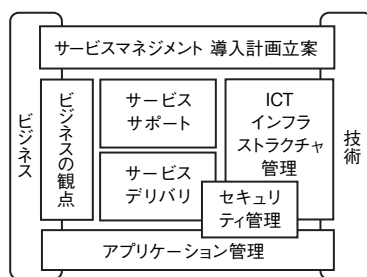 サービスマネジメント 導入計画立案
ビジネス
ビジネスの観点
サービス
サポート
サービス
デリバリ
ICT
インフラ
ストラクチャ
管理
セキュリ
ティ管理
技術
アプリケーション管理